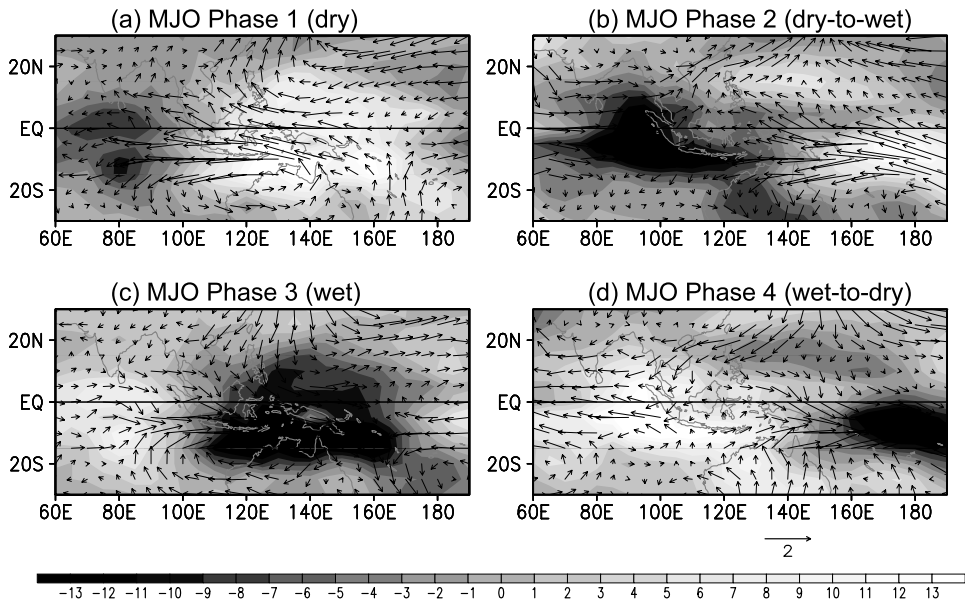 (a) MJO Phase 1 (dry)
(b) MJO Phase 2 (dry-to-wet)
20N
EQ
20S
60E 80E 100E 120E 140E 160E 180
20N
EQ
20S
60E 80E 100E 120E 140E 160E 180
(c) MJO Phase 3 (wet)
(d) MJO Phase 4 (wet-to-dry)
20N
EQ
20S
60E 80E 100E 120E 140E 160E 180
20N
EQ
20S
60E 80E 100E 120E 140E 160E 180
2
-13 -12 -11 -10 -9 -8 -7 -6 -5 -4 -3 -2 -1 0 1 2 3 4 5 6 7 8 9 10 11 12 13